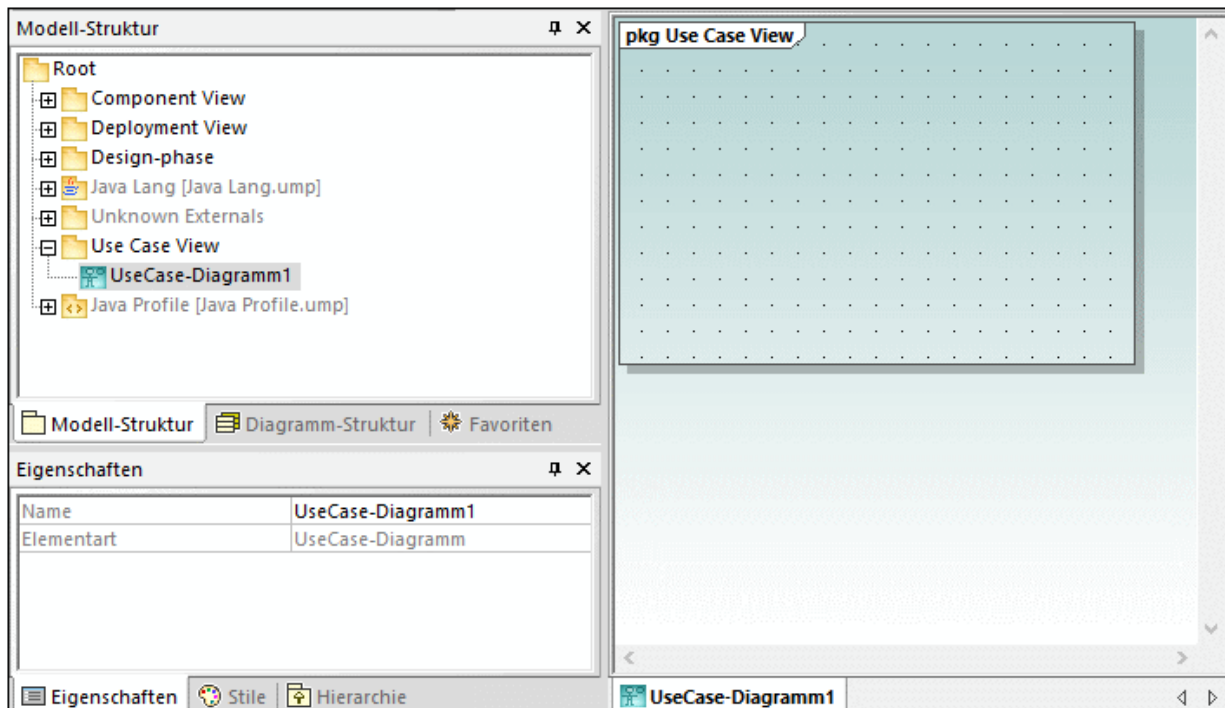 Modell-Struktur
Root
Component View
Deployment View
Design-phase
Java Lang [Java Lang.ump]
Unknown Externals
Use Case View
UseCase-Diagramm1
Java Profile [Java Profile.ump]
Modell-Struktur Diagramm-Struktur Favoriten
Eigenschaften
Name UseCase-Diagramm1
Elementart UseCase-Diagramm
Eigenschaften Stile Hierarchie
pkg Use Case View
UseCase-Diagramm1